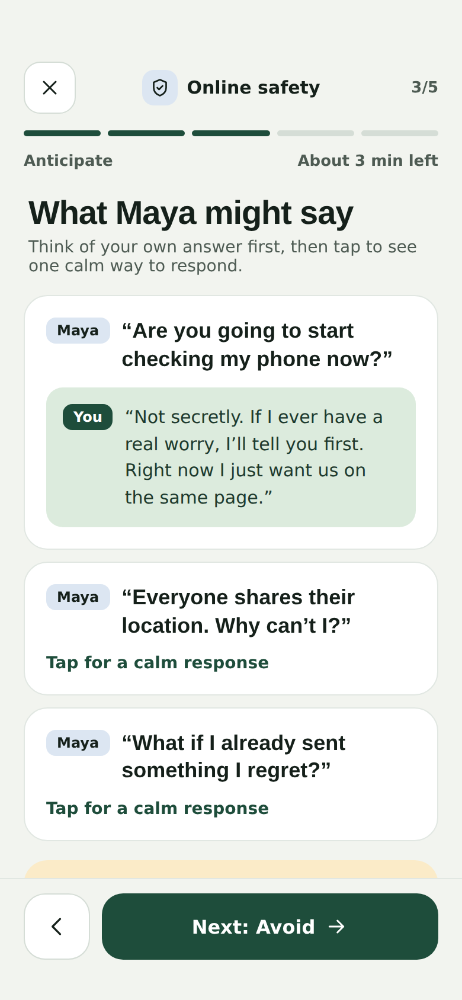 Online safety
3/5
Anticipate
About 3 min left
What Maya might say
Think of your own answer first, then tap to see
one calm way to respond.
Maya
“Are you going to start
checking my phone now?”
You
“Not secretly. If I ever have a
real worry, I’ll tell you first.
Right now I just want us on
the same page.”
Maya
“Everyone shares their
location. Why can’t I?”
Tap for a calm response
Maya
“What if I already sent
something I regret?”
Tap for a calm response
Next: Avoid →